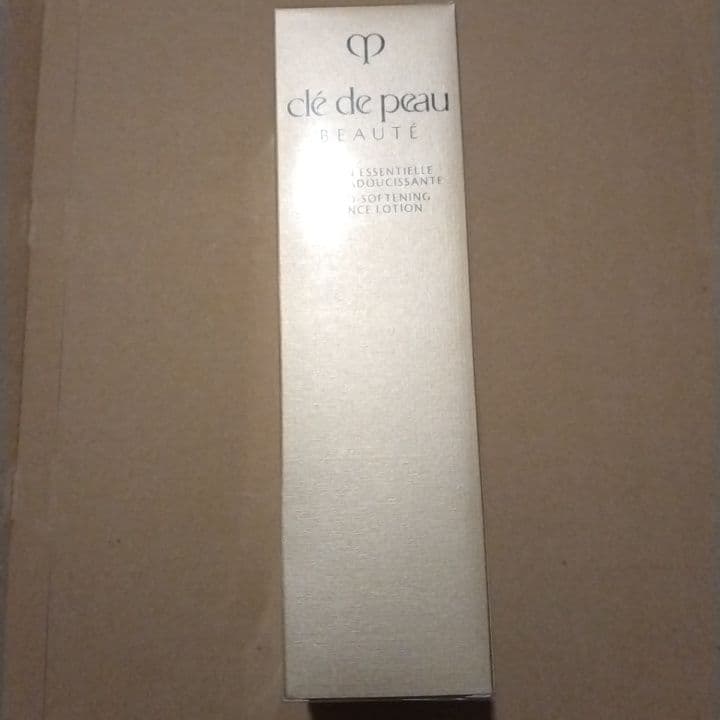 clé de peau
BEAUTÉ
ESSENTIELLE
ADOUCISSANTE
SOFTENING
LOTION